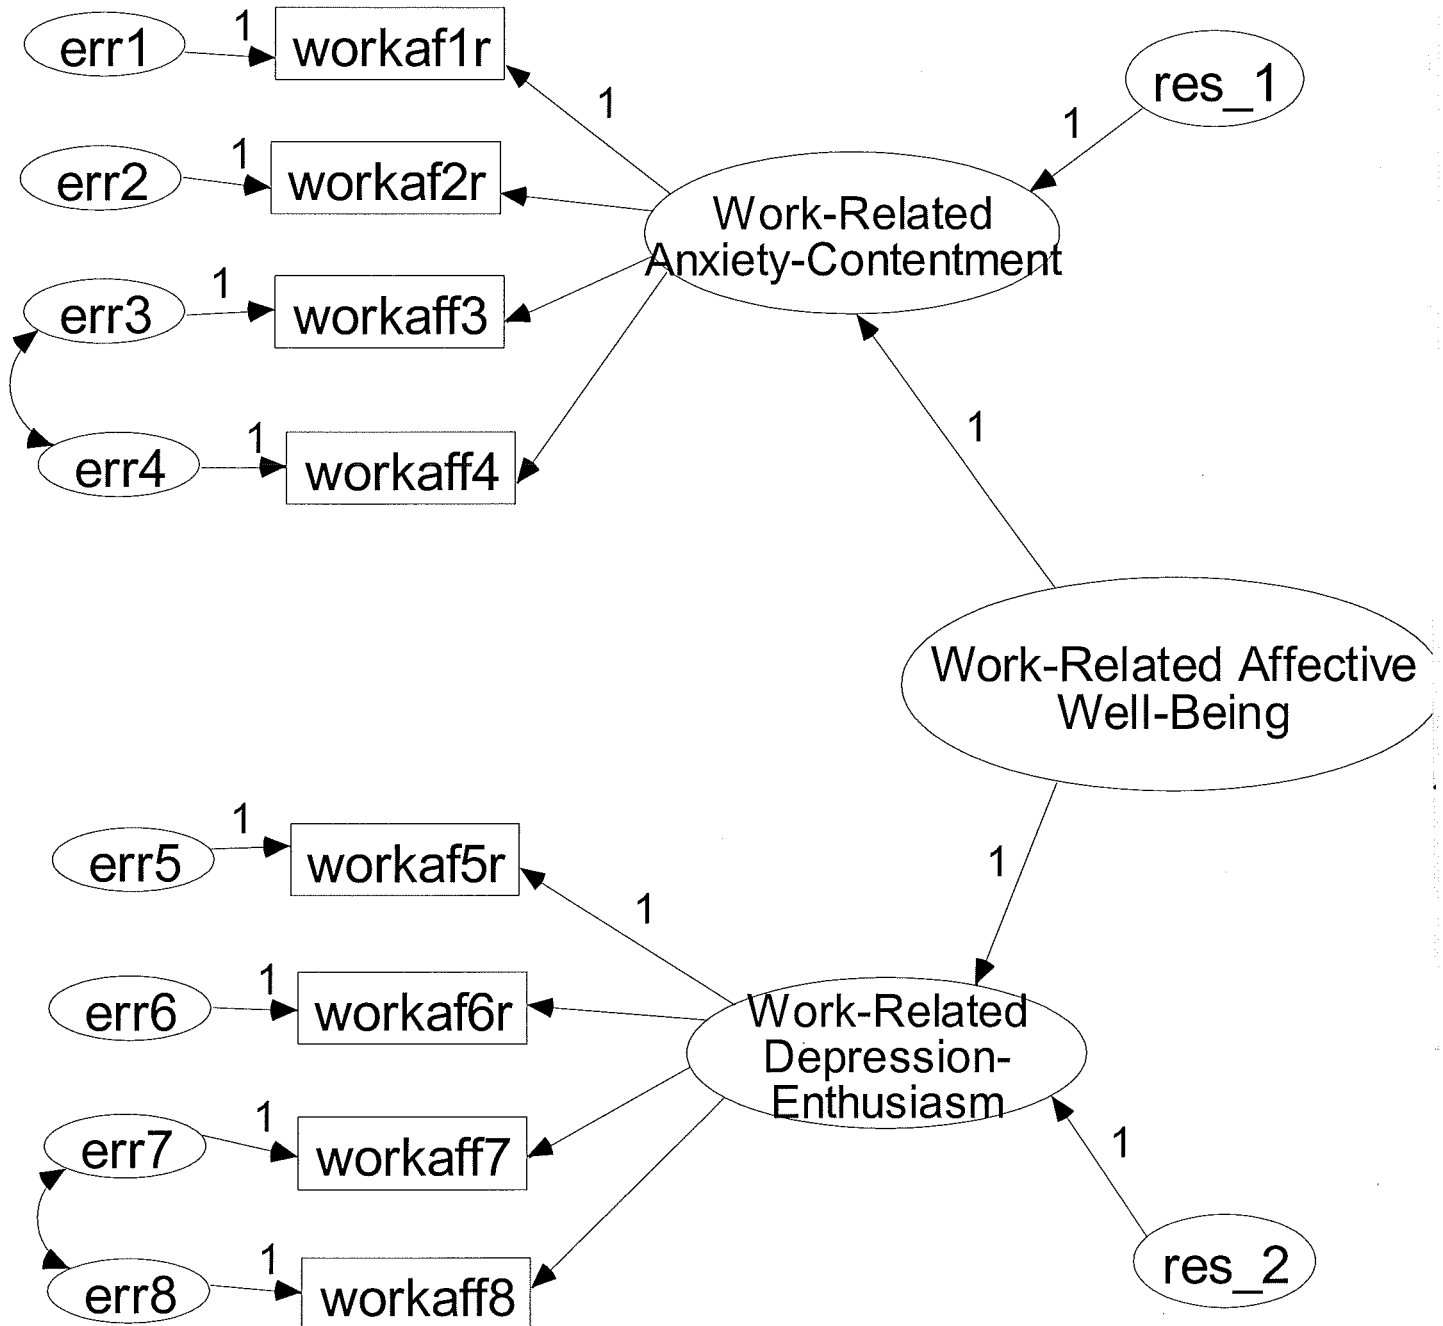 err1
1
workaf1r
1
res_1
1
err2
1
workaf2r
Work-Related
Anxiety-Contentment
err3
1
workaff3
err4
1
workaff4
1
Work-Related Affective
Well-Being
err5
1
workaf5r
1
1
err6
1
workaf6r
Work-Related
Depression-
Enthusiasm
err7
1
workaff7
1
res_2
err8
1
workaff8